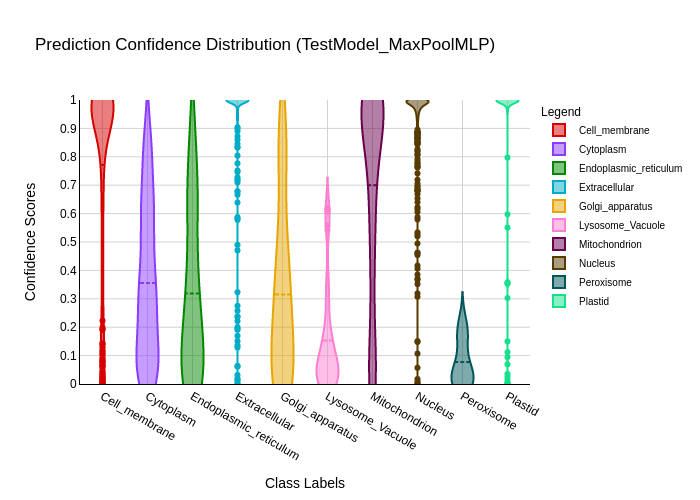 Prediction Confidence Distribution (TestModel_MaxPoolMLP)
Legend
Cell_membrane
Cytoplasm
Endoplasmic_reticulum
Extracellular
Golgi_apparatus
Lysosome_Vacuole
Mitochondrion
Nucleus
Peroxisome
Plastid
Confidence Scores
1
0.9
0.8
0.7
0.6
0.5
0.4
0.3
0.2
0.1
0
Cell_membrane
Cytoplasm
Endoplasmic_reticulum
Extracellular
Golgi_apparatus
Lysosome_Vacuole
Mitochondrion
Nucleus
Peroxisome
Plastid
Class Labels